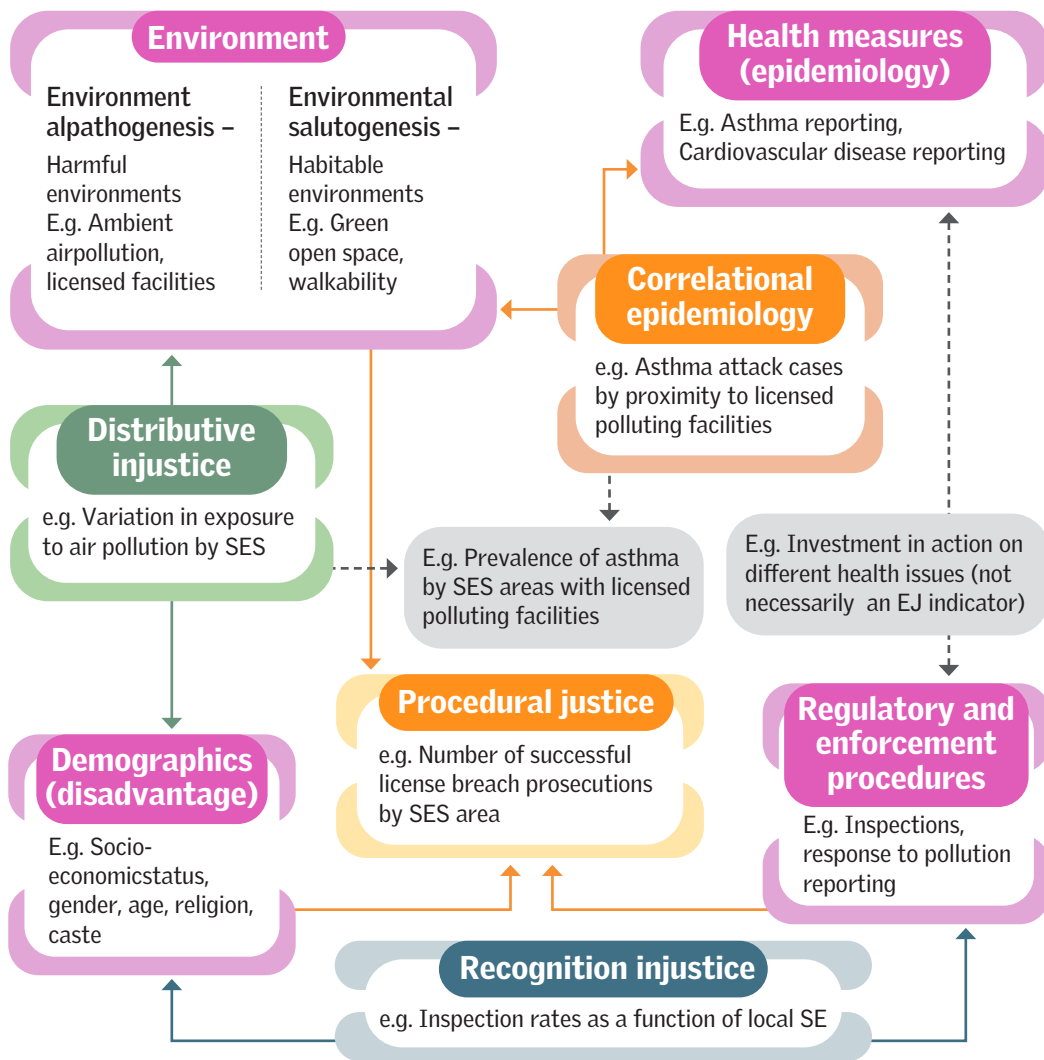 Environment
Environment
alpathogenesis –
Harmful
environments
E.g. Ambient
airpollution,
licensed facilities
Environmental
salutogenesis –
Habitable
environments
E.g. Green
open space,
walkability
Health measures
(epidemiology)
E.g. Asthma reporting,
Cardiovascular disease reporting
Correlational
epidemiology
e.g. Asthma attack cases
by proximity to licensed
polluting facilities
Distributive
injustice
e.g. Variation in exposure
to air pollution by SES
E.g. Prevalence of asthma
by SES areas with licensed
polluting facilities
E.g. Investment in action on
different health issues (not
necessarily an EJ indicator)
Procedural justice
e.g. Number of successful
license breach prosecutions
by SES area
Regulatory and
enforcement
procedures
E.g. Inspections,
response to pollution
reporting
Demographics
(disadvantage)
E.g. Socio-
economicstatus,
gender, age, religion,
caste
Recognition injustice
e.g. Inspection rates as a function of local SE